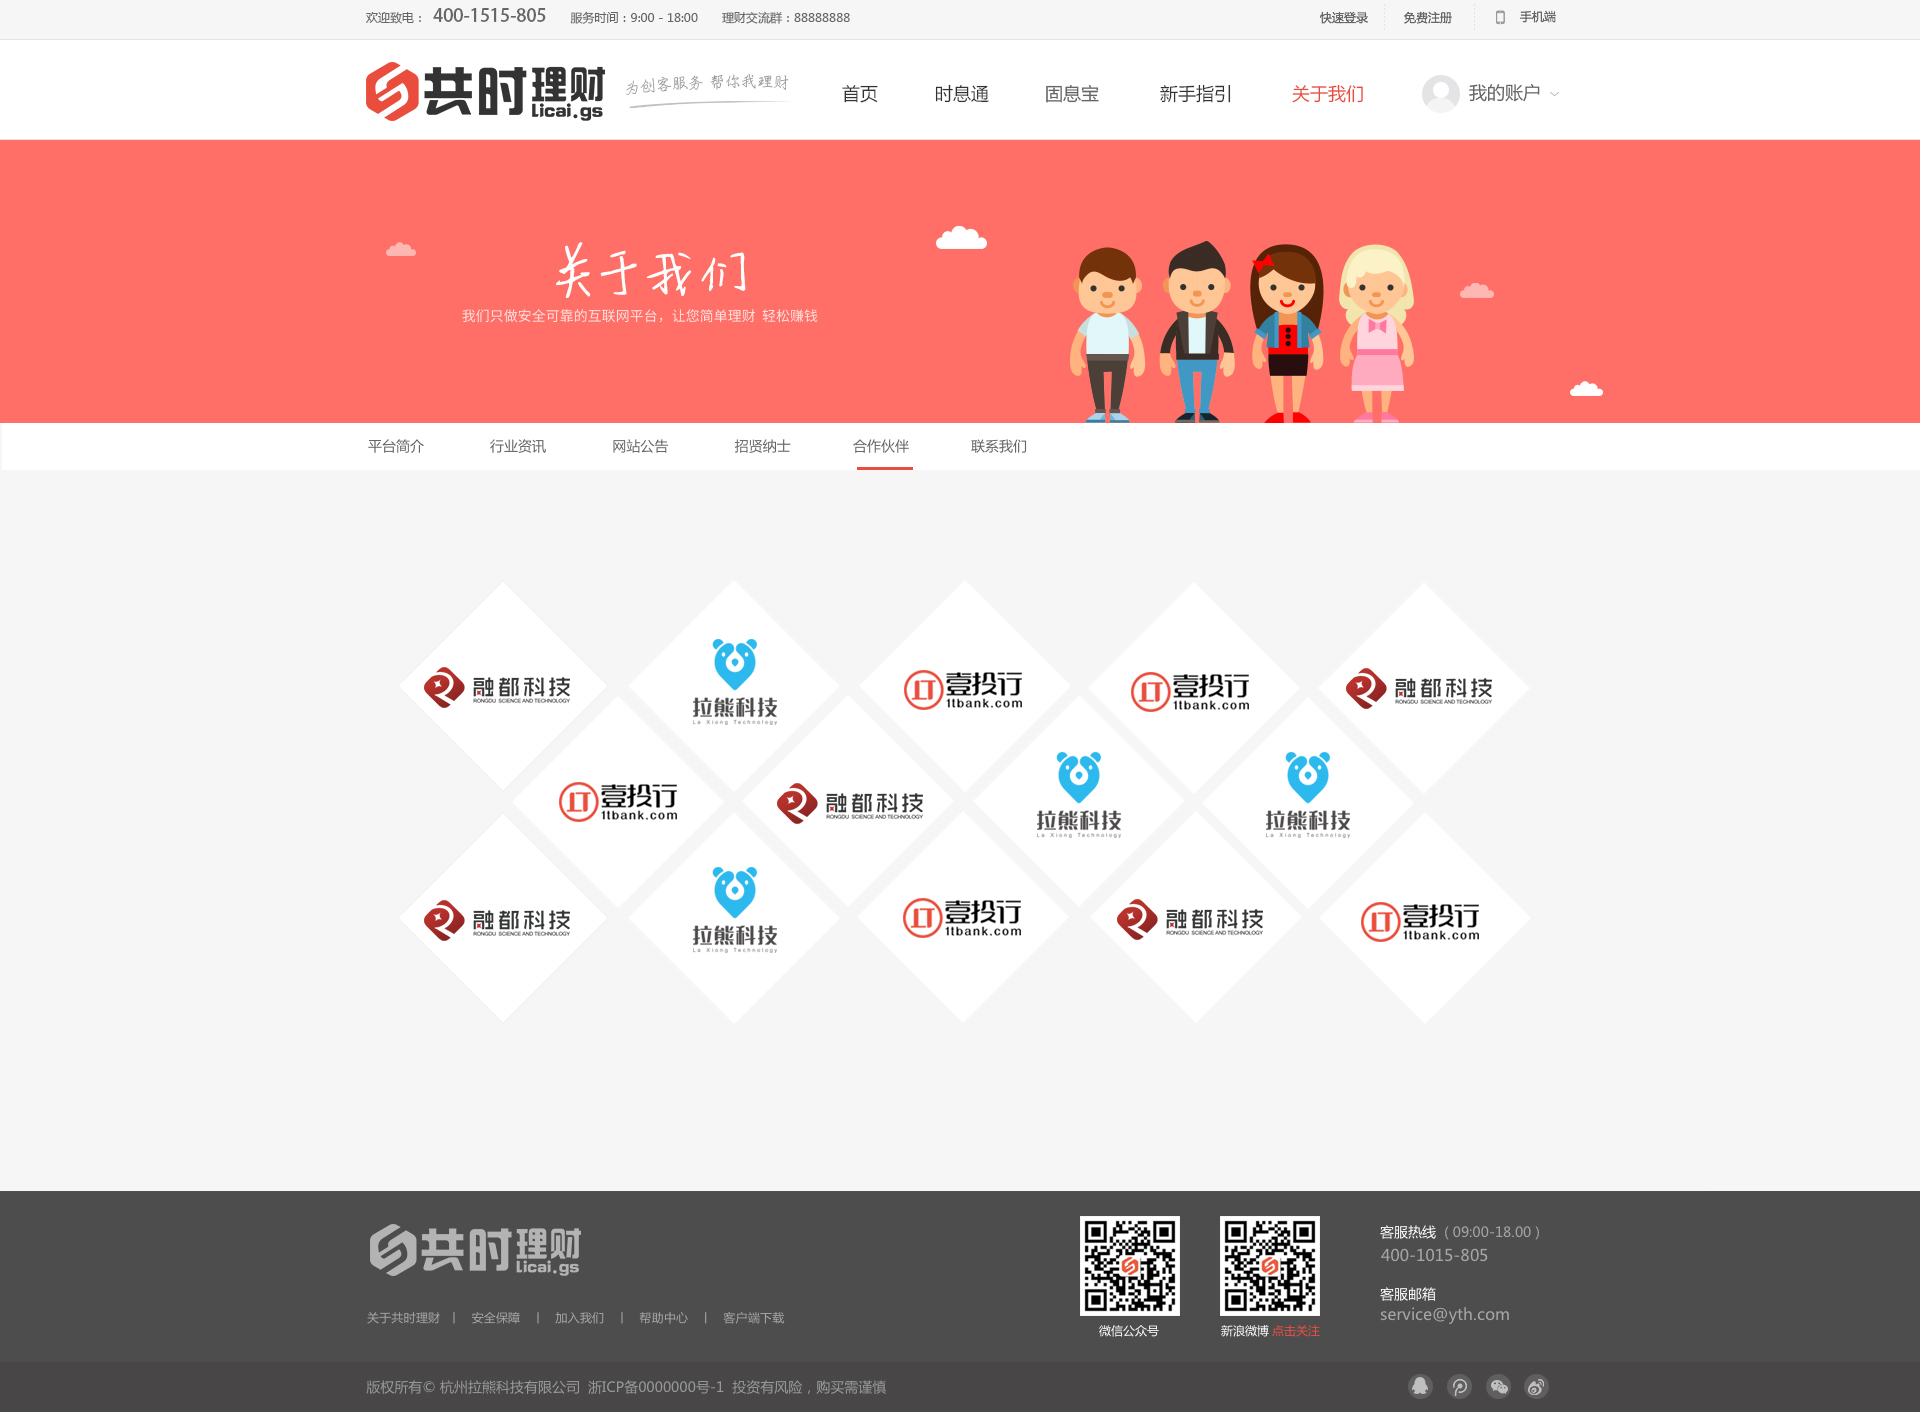 欢迎致电： 400-1515-805 服务时间：9:00 - 18:00 理财交流群：88888888 快速登录 免费注册 手机端
共时理财 Licai.gs 为创客服务 帮你我理财 首页 时息通 固息宝 新手指引 关于我们 我的账户
关于我们
我们只做安全可靠的互联网平台，让您简单理财 轻松赚钱
平台简介 行业资讯 网站公告 招贤纳士 合作伙伴 联系我们
融都科技
RONGDU SCIENCE AND TECHNOLOGY
拉熊科技
La Xiong Technology
壹投行
1tbank.com
壹投行
1tbank.com
融都科技
RONGDU SCIENCE AND TECHNOLOGY
壹投行
1tbank.com
融都科技
RONGDU SCIENCE AND TECHNOLOGY
拉熊科技
La Xiong Technology
拉熊科技
La Xiong Technology
融都科技
RONGDU SCIENCE AND TECHNOLOGY
拉熊科技
La Xiong Technology
壹投行
1tbank.com
融都科技
RONGDU SCIENCE AND TECHNOLOGY
壹投行
1tbank.com
共时理财 Licai.gs
关于共时理财 | 安全保障 | 加入我们 | 帮助中心 | 客户端下载
微信公众号
新浪微博 点击关注
客服热线（ 09:00-18.00 ）
400-1015-805
客服邮箱
service@yth.com
版权所有© 杭州拉熊科技有限公司 浙ICP备0000000号-1 投资有风险，购买需谨慎